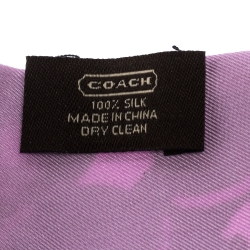 COACH
100% SILK
MADE IN CHINA
DRY CLEAN